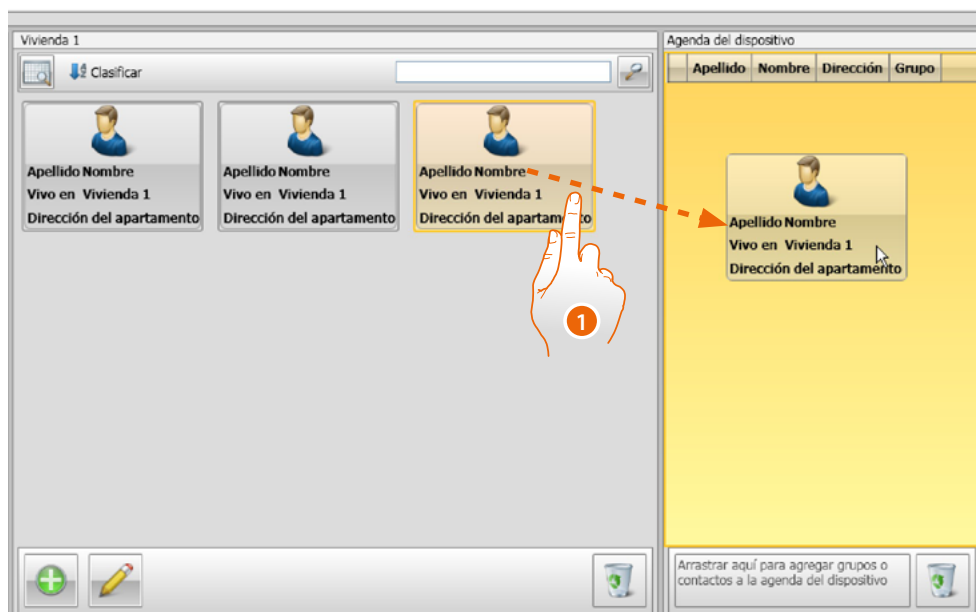 Vivienda 1
Clasificar
Apellido Nombre
Vivo en Vivienda 1
Dirección del apartamento
Apellido Nombre
Vivo en Vivienda 1
Dirección del apartamento
Apellido Nombre
Vivo en Vivienda 1
Dirección del apartamento
1
Agenda del dispositivo
Apellido Nombre Dirección Grupo
Apellido Nombre
Vivo en Vivienda 1
Dirección del apartamento
Arrastrar aquí para agregar grupos o
contactos a la agenda del dispositivo